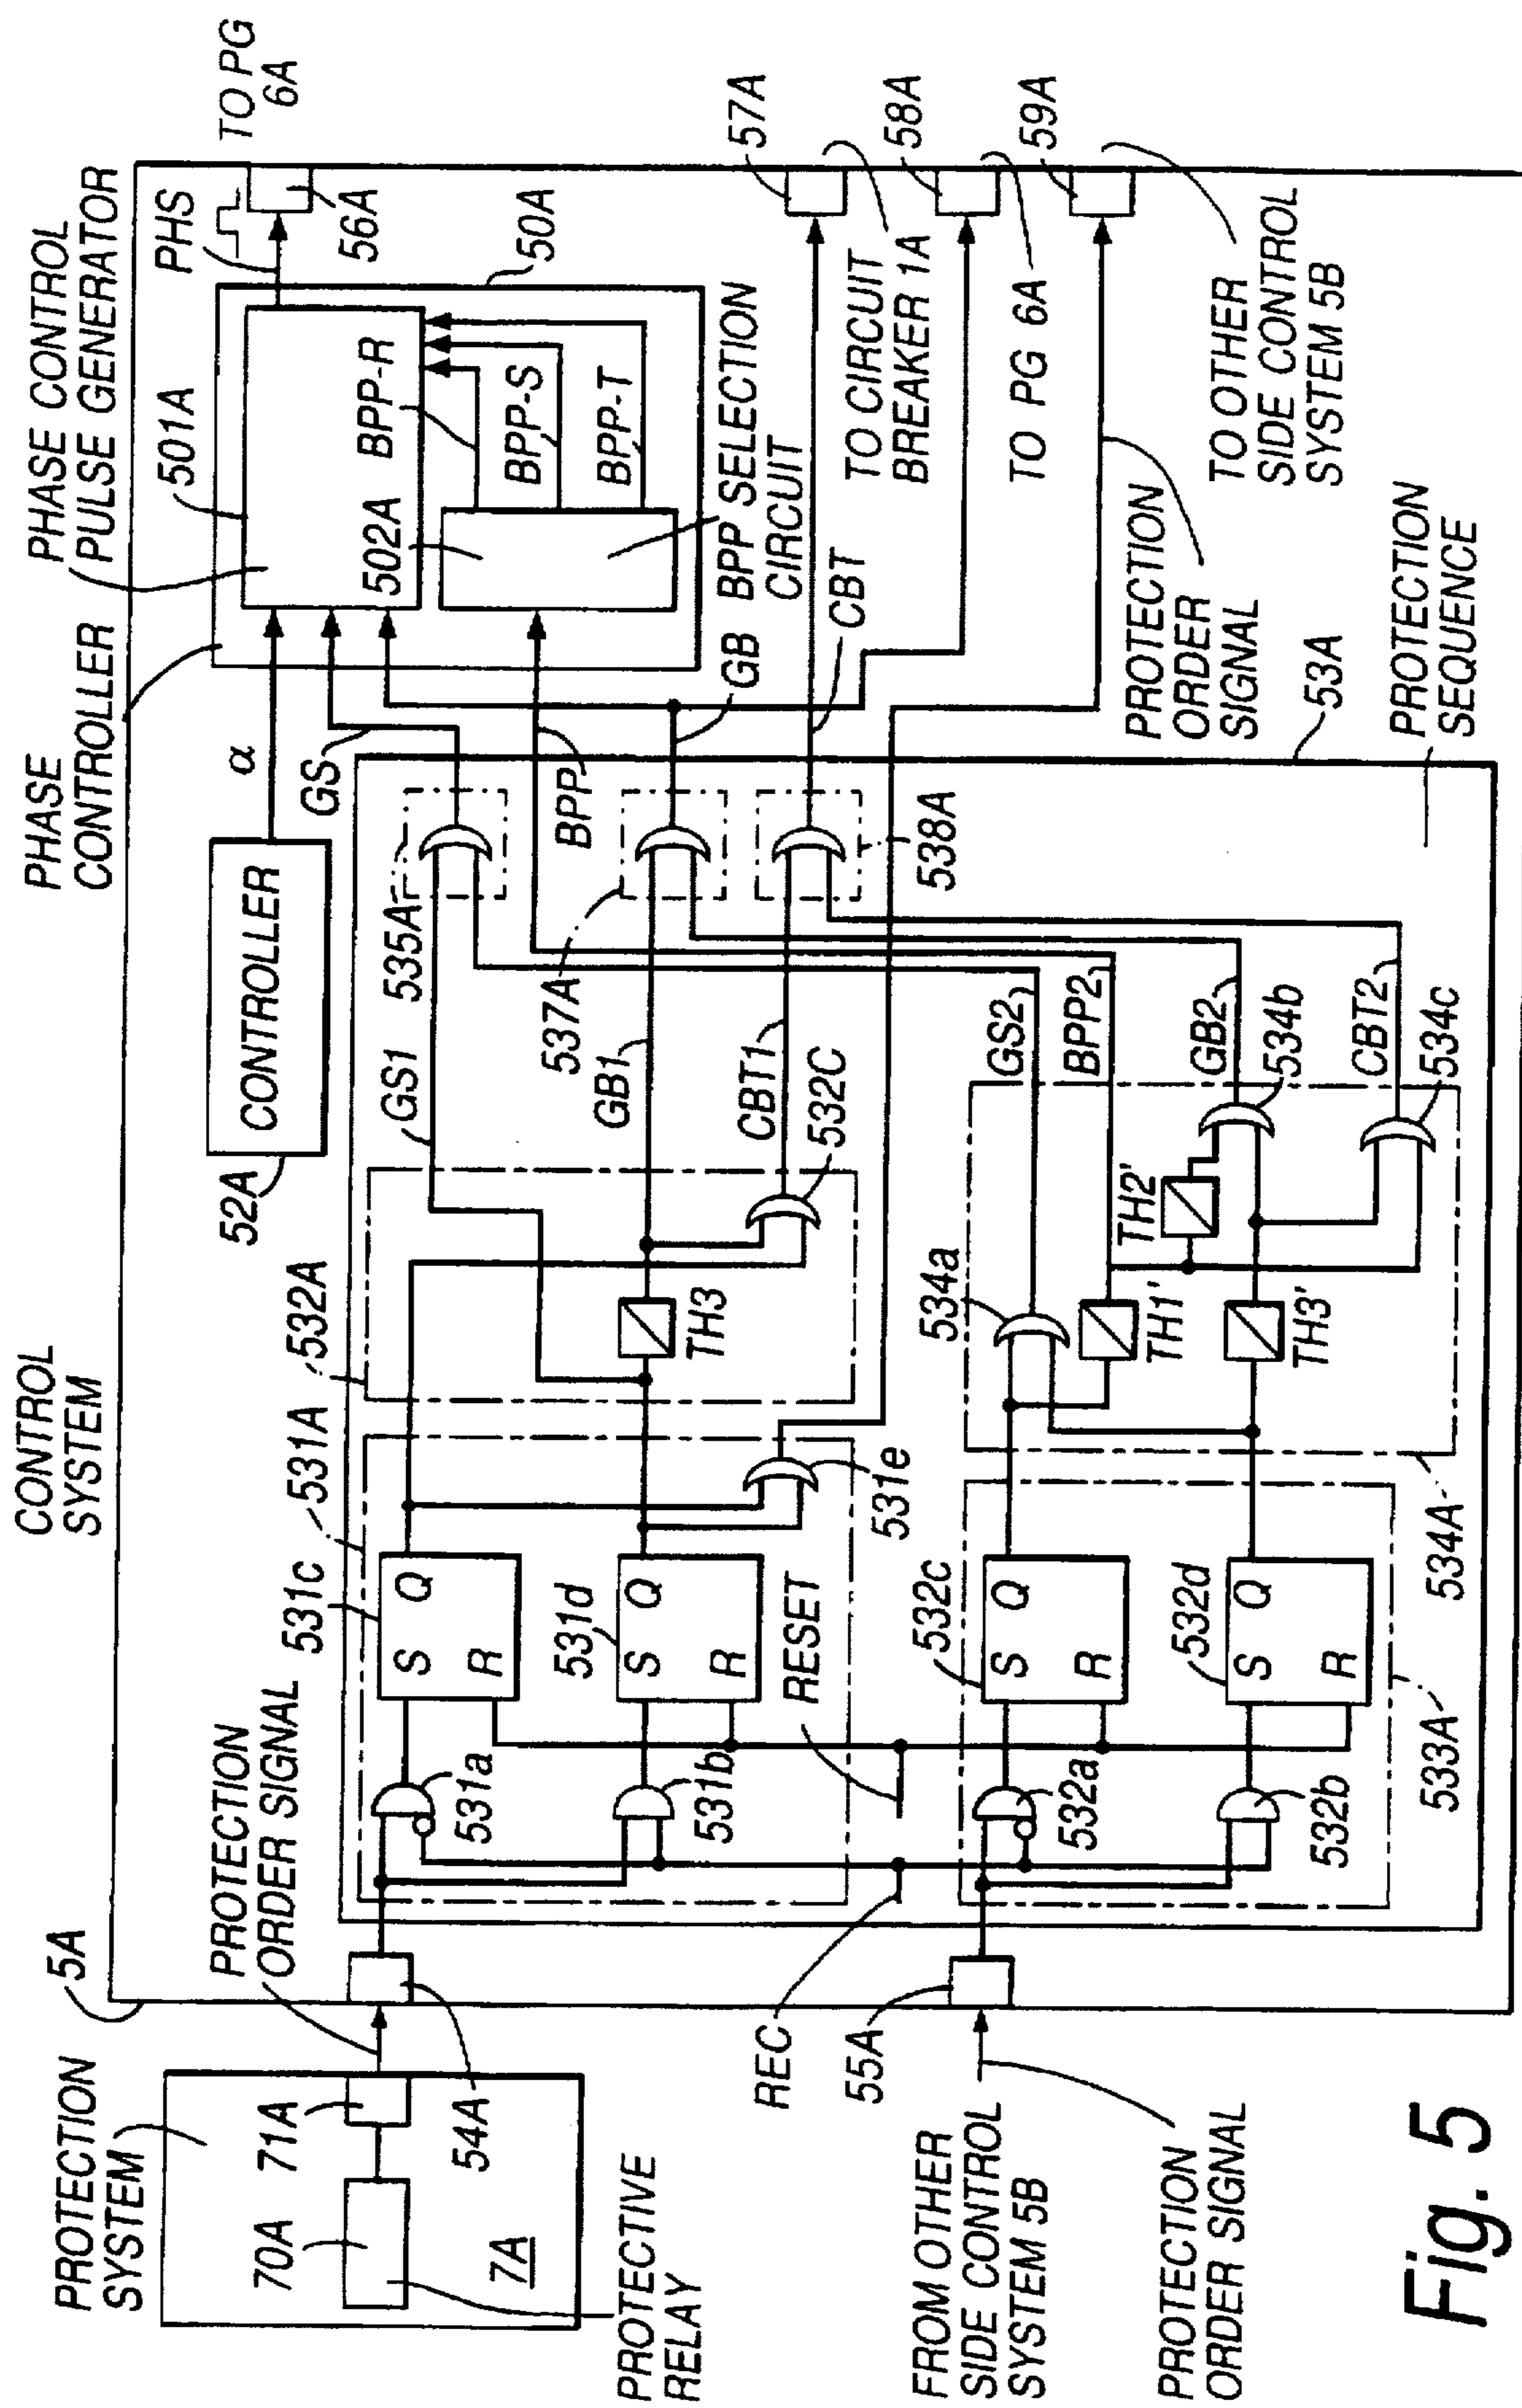 CONTROL
SYSTEM
5A
PROTECTION
SYSTEM
70A
71A
7A
PROTECTIVE
RELAY
54A
PROTECTION
ORDER SIGNAL
FROM OTHER
SIDE CONTROL
SYSTEM 5B
PROTECTION
ORDER SIGNAL
55A
REC
RESET
531A
531a
531b
531c
S Q
R
531d
S Q
R
531e
532A
TH3
532C
GS1
GB1
CBT1
533A
532a
532b
532c
S Q
R
532d
S Q
R
534A
534a
TH1'
TH2'
TH3'
534b
534c
GS2
BPP2
GB2
CBT2
52A
CONTROLLER
535A
537A
538A
α
GS
BPP
GB
CBT
53A
PROTECTION
SEQUENCE
PHASE
CONTROLLER
PHASE CONTROL
PULSE GENERATOR
501A
502A
BPP-R
BPP-S
BPP-T
BPP SELECTION
CIRCUIT
50A
PHS
56A
TO PG
6A
57A
TO CIRCUIT
BREAKER 1A
58A
TO PG 6A
59A
TO OTHER
SIDE CONTROL
SYSTEM 5B
PROTECTION
ORDER
SIGNAL
Fig. 5